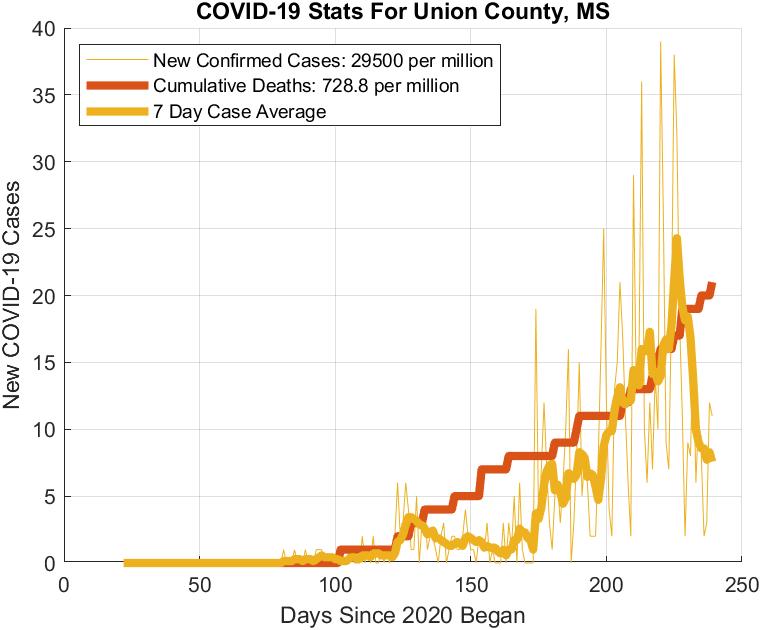 COVID-19 Stats For Union County, MS
New Confirmed Cases: 29500 per million
Cumulative Deaths: 728.8 per million
7 Day Case Average
New COVID-19 Cases
40
35
30
25
20
15
10
5
0
0 50 100 150 200 250
Days Since 2020 Began